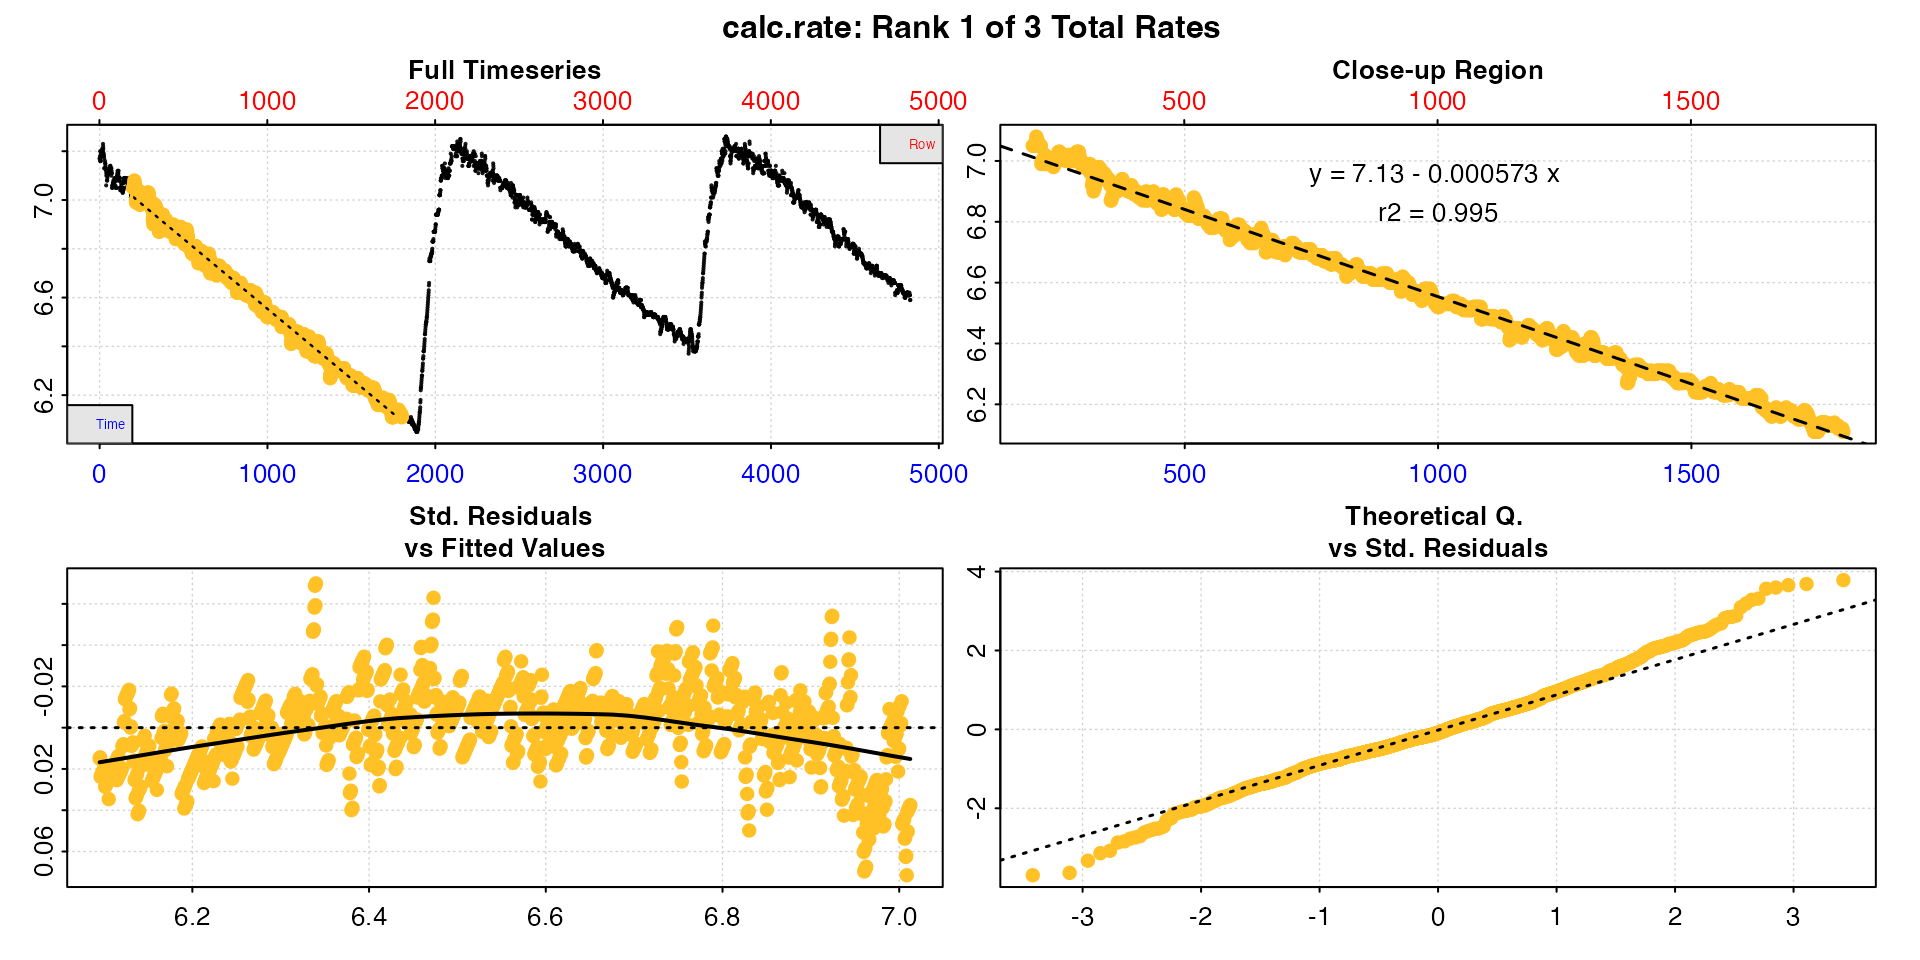 calc.rate: Rank 1 of 3 Total Rates
Full Timeseries
0 1000 2000 3000 4000 5000
Row
7.0
6.6
6.2
Time
0 1000 2000 3000 4000 5000
Close-up Region
500 1000 1500
y = 7.13 - 0.000573 x
r2 = 0.995
7.0
6.8
6.6
6.4
6.2
500 1000 1500
Std. Residuals
vs Fitted Values
-0.02
0.02
0.06
6.2 6.4 6.6 6.8 7.0
Theoretical Q.
vs Std. Residuals
4
2
0
-2
-3 -2 -1 0 1 2 3